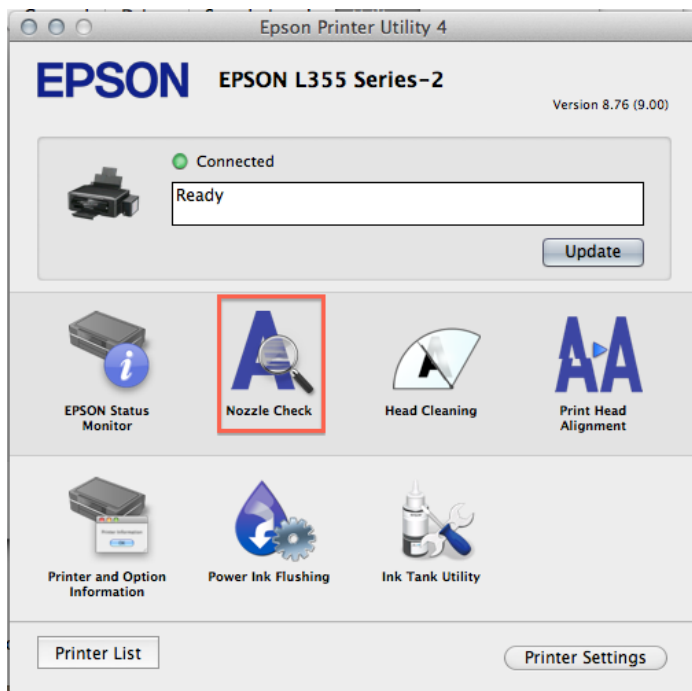 Epson Printer Utility 4
EPSON
EPSON L355 Series-2
Version 8.76 (9.00)
Connected
Ready
Update
EPSON Status
Monitor
Nozzle Check
Head Cleaning
Print Head
Alignment
Printer and Option
Information
Power Ink Flushing
Ink Tank Utility
Printer List
Printer Settings